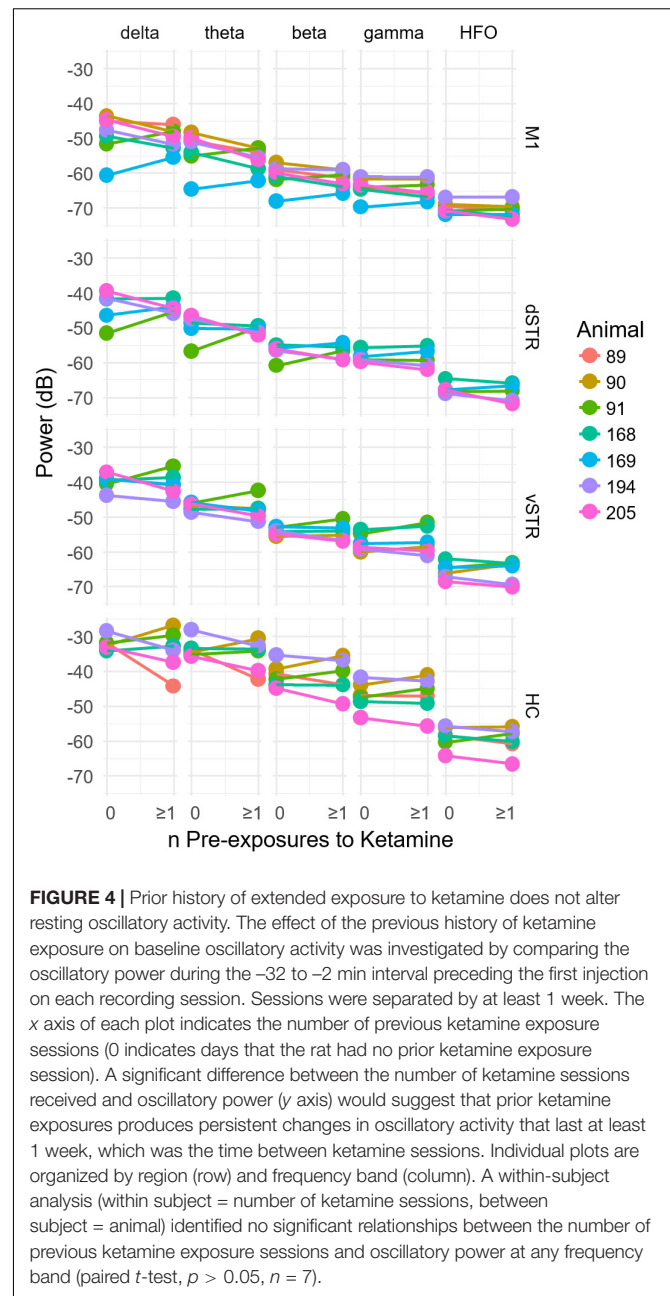 delta theta beta gamma HFO
-30
-40
-50
-60
-70
M1
-30
-40
-50
-60
-70
dSTR
-30
-40
-50
-60
-70
vSTR
-30
-40
-50
-60
-70
HC
Power (dB)
0 ≥1 0 ≥1 0 ≥1 0 ≥1 0 ≥1
n Pre-exposures to Ketamine
Animal
89
90
91
168
169
194
205
FIGURE 4 | Prior history of extended exposure to ketamine does not alter
resting oscillatory activity. The effect of the previous history of ketamine
exposure on baseline oscillatory activity was investigated by comparing the
oscillatory power during the –32 to –2 min interval preceding the first injection
on each recording session. Sessions were separated by at least 1 week. The
x axis of each plot indicates the number of previous ketamine exposure
sessions (0 indicates days that the rat had no prior ketamine exposure
session). A significant difference between the number of ketamine sessions
received and oscillatory power (y axis) would suggest that prior ketamine
exposures produces persistent changes in oscillatory activity that last at least
1 week, which was the time between ketamine sessions. Individual plots are
organized by region (row) and frequency band (column). A within-subject
analysis (within subject = number of ketamine sessions, between
subject = animal) identified no significant relationships between the number of
previous ketamine exposure sessions and oscillatory power at any frequency
band (paired t-test, p > 0.05, n = 7).